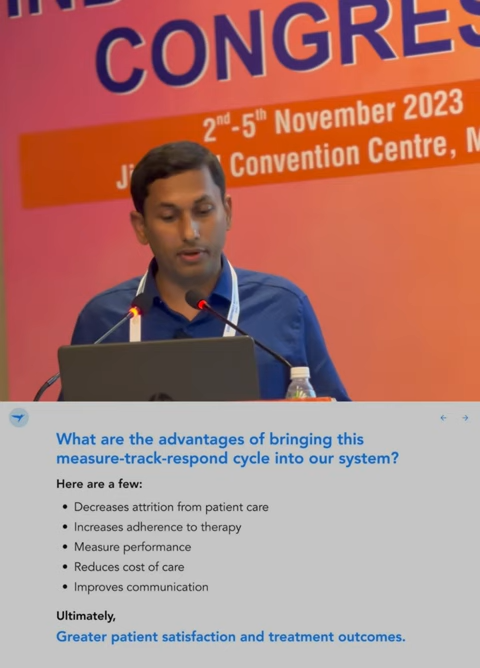 CONGRES
2nd-5th November 2023
Convention Centre,
What are the advantages of bringing this
measure-track-respond cycle into our system?
Here are a few:
• Decreases attrition from patient care
• Increases adherence to therapy
• Measure performance
• Reduces cost of care
• Improves communication
Ultimately,
Greater patient satisfaction and treatment outcomes.